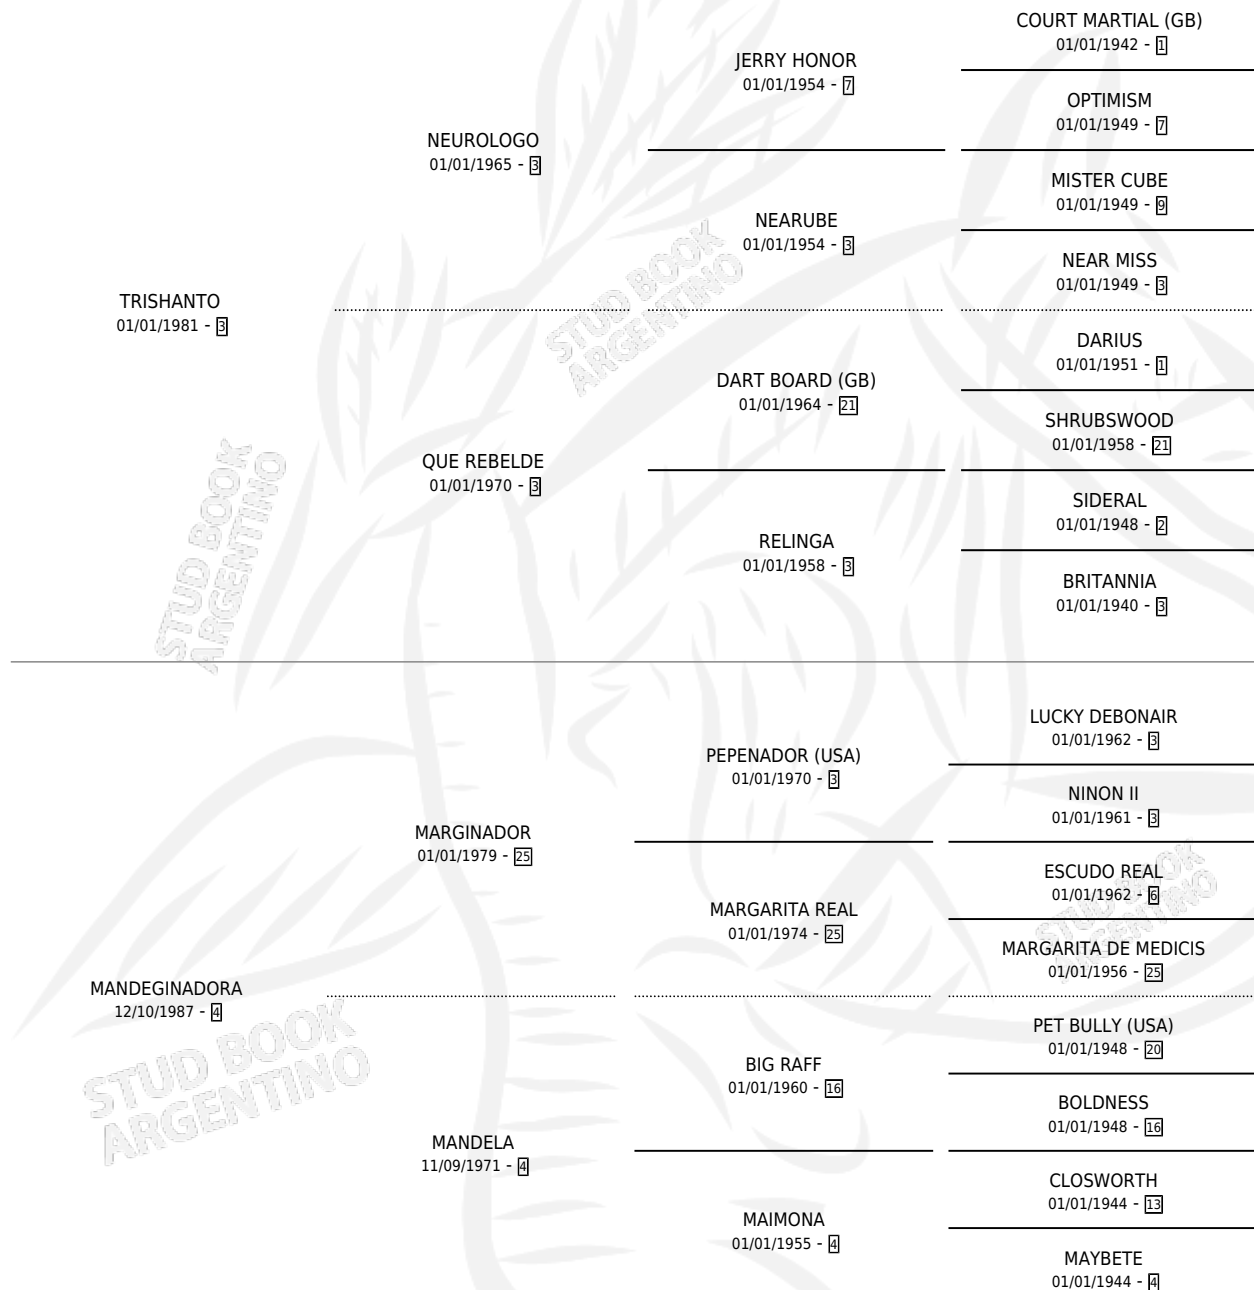 COURT MARTIAL (GB)
01/01/1942 - 1
JERRY HONOR
01/01/1954 - 7
OPTIMISM
01/01/1949 - 7
NEUROLOGO
01/01/1965 - 3
MISTER CUBE
01/01/1949 - 9
NEARUBE
01/01/1954 - 3
NEAR MISS
01/01/1949 - 3
TRISHANTO
01/01/1981 - 3
STUD BOOK
ARGENTINO
DARIUS
01/01/1951 - 1
DART BOARD (GB)
01/01/1964 - 21
SHRUBSWOOD
01/01/1958 - 21
QUE REBELDE
01/01/1970 - 3
SIDERAL
01/01/1948 - 2
RELINGA
01/01/1958 - 3
BRITANNIA
01/01/1940 - 3
STUD BOOK
ARGENTINO
LUCKY DEBONAIR
01/01/1962 - 3
PEPENADOR (USA)
01/01/1970 - 3
NINON II
01/01/1961 - 3
MARGINADOR
01/01/1979 - 25
ESCUDO REAL
01/01/1962 - 6
STUD BOOK
ARGENTINO
MARGARITA REAL
01/01/1974 - 25
MARGARITA DE MEDICIS
01/01/1956 - 25
MANDEGINADORA
12/10/1987 - 4
STUD BOOK
ARGENTINO
PET BULLY (USA)
01/01/1948 - 20
BIG RAFF
01/01/1960 - 16
BOLDNESS
01/01/1948 - 16
MANDELA
11/09/1971 - 4
CLOSWORTH
01/01/1944 - 13
MAIMONA
01/01/1955 - 4
MAYBETE
01/01/1944 - 4